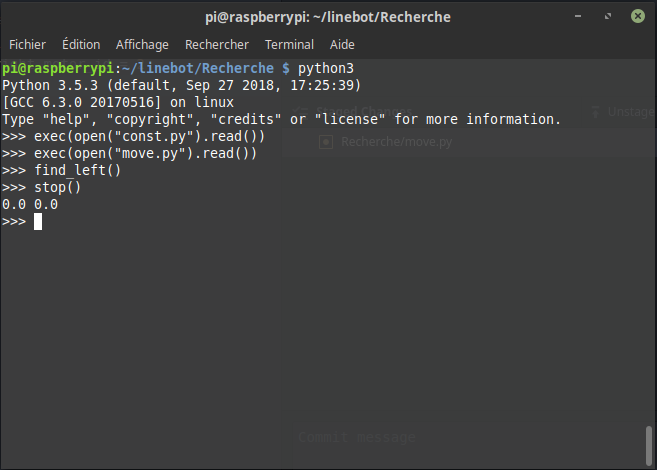 pi@raspberrypi: ~/linebot/Recherche
Fichier Édition Affichage Rechercher Terminal Aide
pi@raspberrypi:~/linebot/Recherche $ python3
Python 3.5.3 (default, Sep 27 2018, 17:25:39)
[GCC 6.3.0 20170516] on linux
Staged Changes Unstage
Type "help", "copyright", "credits" or "license" for more information.
>>> exec(open("const.py").read())
Recherche/move.py
>>> exec(open("move.py").read())
>>> find_left()
>>> stop()
0.0 0.0
>>>
Commit message